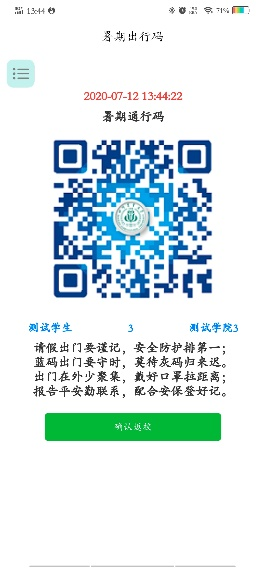 13:44
71%
暑期出行码
2020-07-12 13:44:22
暑期通行码
测试学生 3 测试学院3
请假出门要谨记，安全防护排第一；
蓝码出门要守时，莫待灰码归来迟。
出门在外少聚集，戴好口罩拉距离；
报告平安勤联系，配合安保登好记。
确认返校